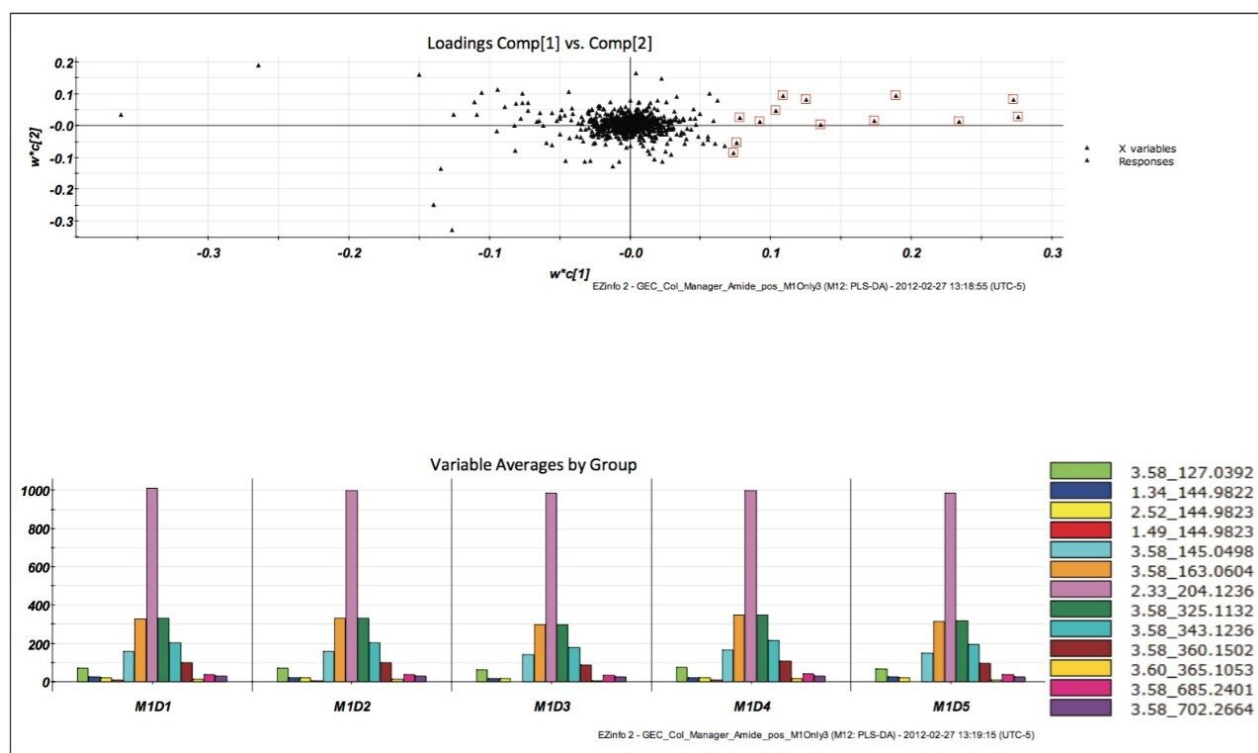 Loadings Comp[1] vs. Comp[2]
0.2
0.1
-0.0
-0.1
-0.2
-0.3
w*c[2]
-0.3
-0.2
-0.1
-0.0
0.1
0.2
0.3
w*c[1]
X variables
Responses
EZinfo 2 - GEC_Col_Manager_Amide_pos_M1Only3 (M12: PLS-DA) - 2012-02-27 13:18:55 (UTC-5)
Variable Averages by Group
1000
800
600
400
200
0
M1D1
M1D2
M1D3
M1D4
M1D5
3.58_127.0392
1.34_144.9822
2.52_144.9823
1.49_144.9823
3.58_145.0498
3.58_163.0604
2.33_204.1236
3.58_325.1132
3.58_343.1236
3.58_360.1502
3.60_365.1053
3.58_685.2401
3.58_702.2664
EZinfo 2 - GEC_Col_Manager_Amide_pos_M1Only3 (M12: PLS-DA) - 2012-02-27 13:19:15 (UTC-5)